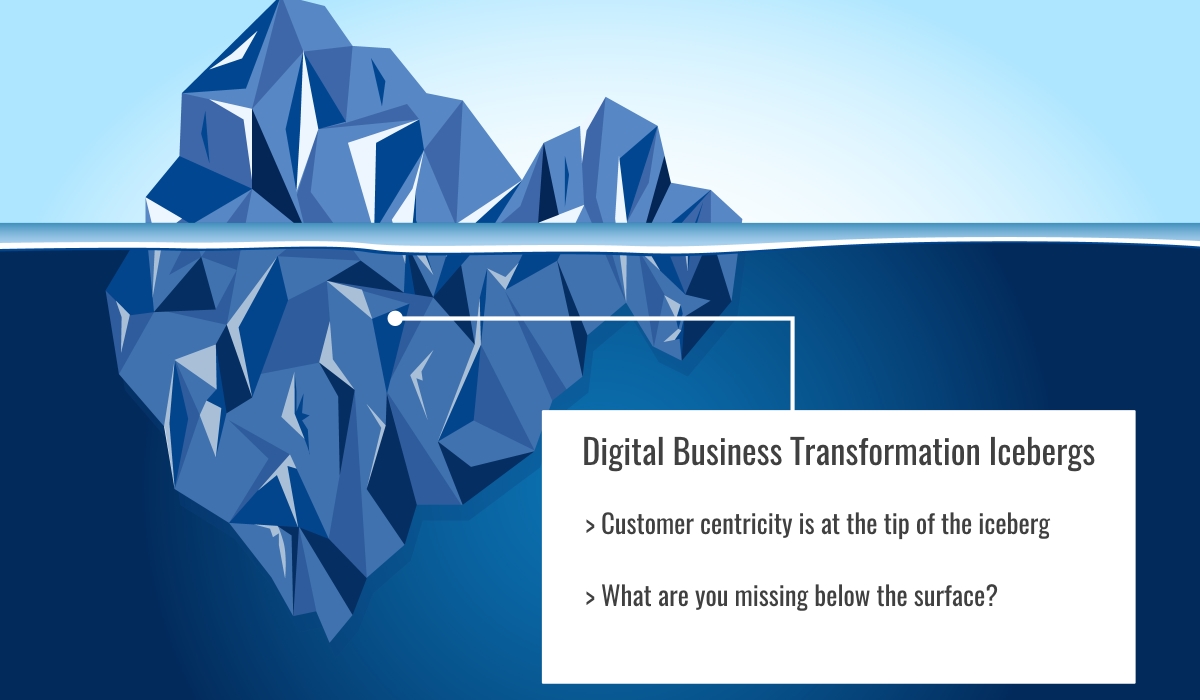 Digital Business Transformation Icebergs
> Customer centricity is at the tip of the iceberg
> What are you missing below the surface?